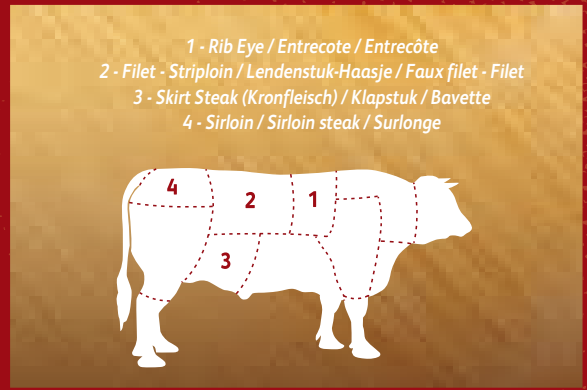 1 - Rib Eye / Entrecote / Entrecôte
2 - Filet - Striploin / Lendenstuk-Haasje / Faux filet - Filet
3 - Skirt Steak (Kronfleisch) / Klapstuk / Bavette
4 - Sirloin / Sirloin steak / Surlonge
4
2
1
3